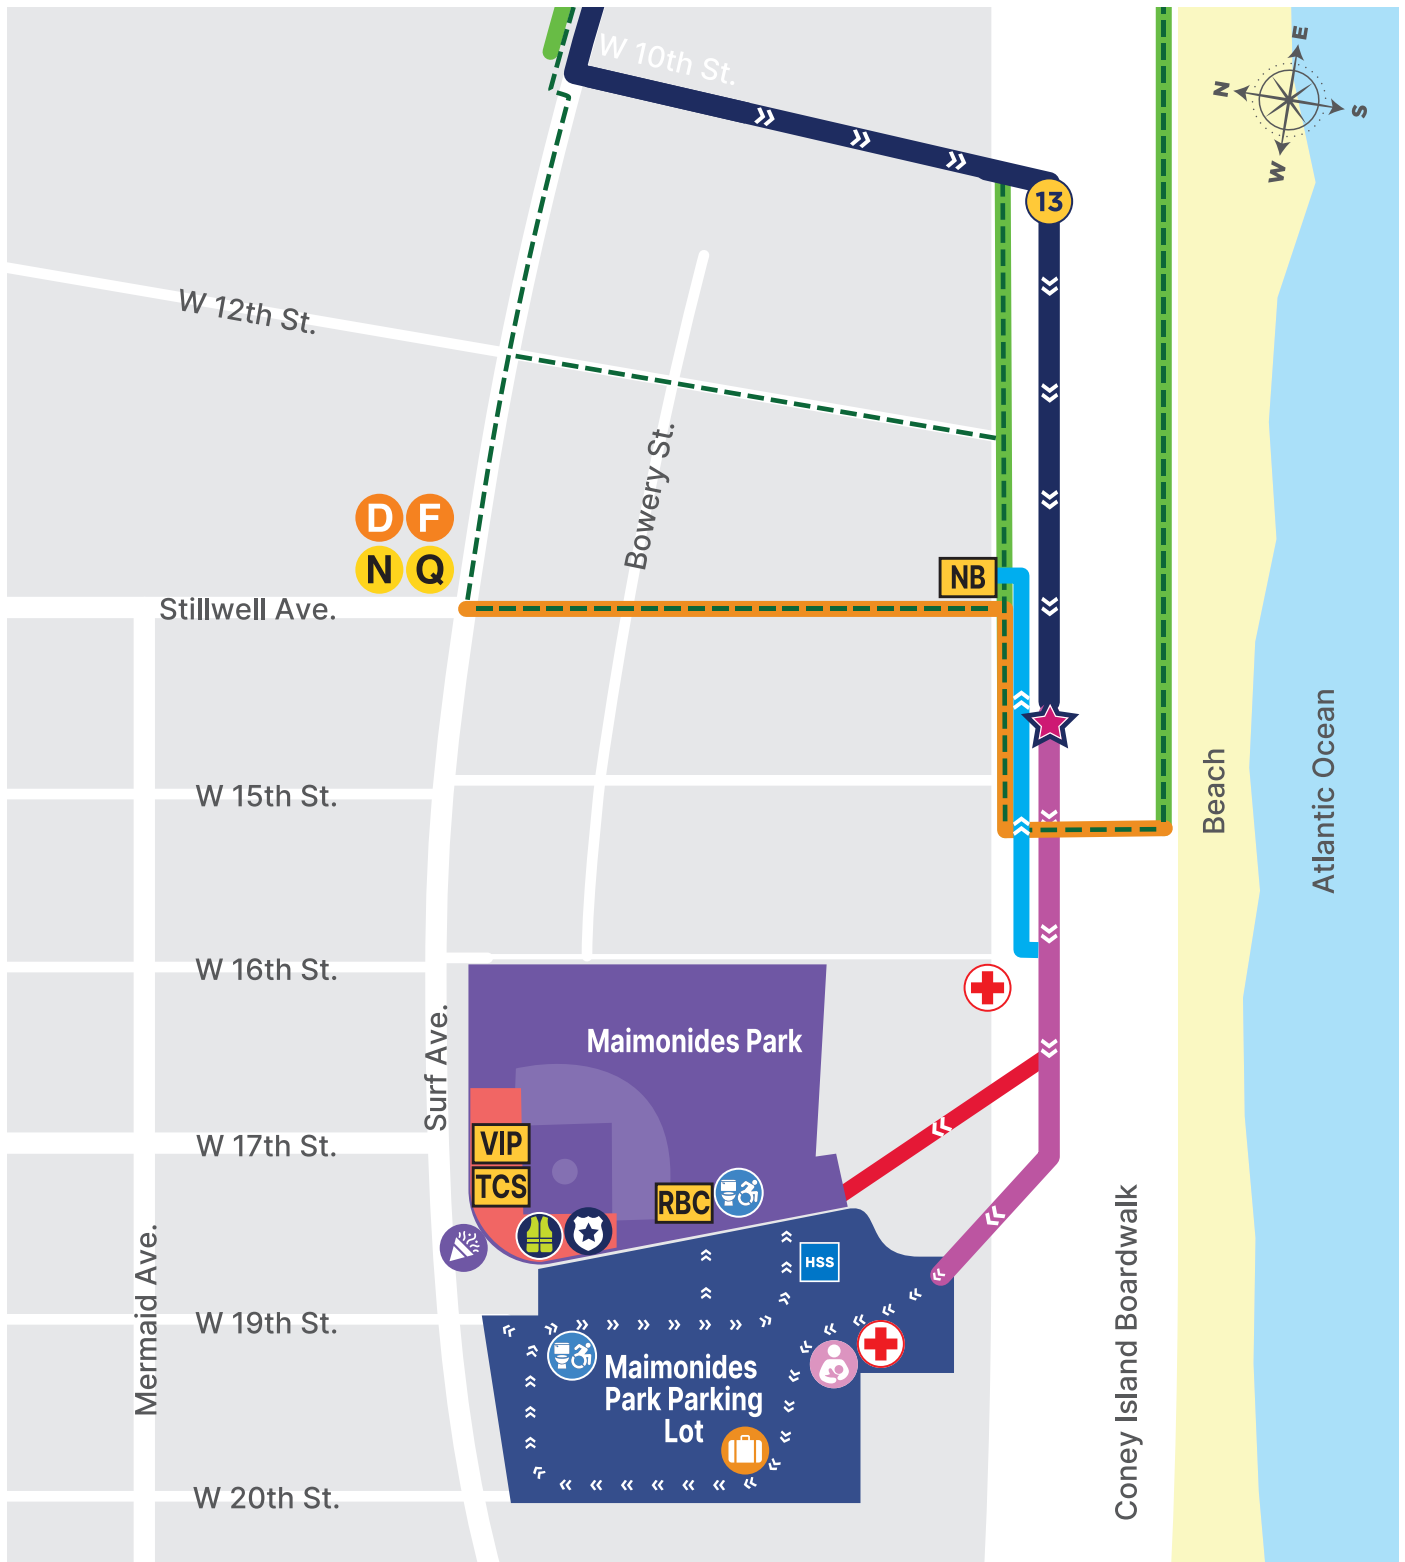 W 10th St.
E
N
S
W
13
W 12th St.
Bowery St.
D F
N Q
NB
Stillwell Ave.
Beach
Atlantic Ocean
W 15th St.
W 16th St.
Surf Ave.
Maimonides Park
W 17th St.
VIP
TCS
RBC
HSS
Mermaid Ave.
W 19th St.
Maimonides
Park Parking
Lot
Coney Island Boardwalk
W 20th St.